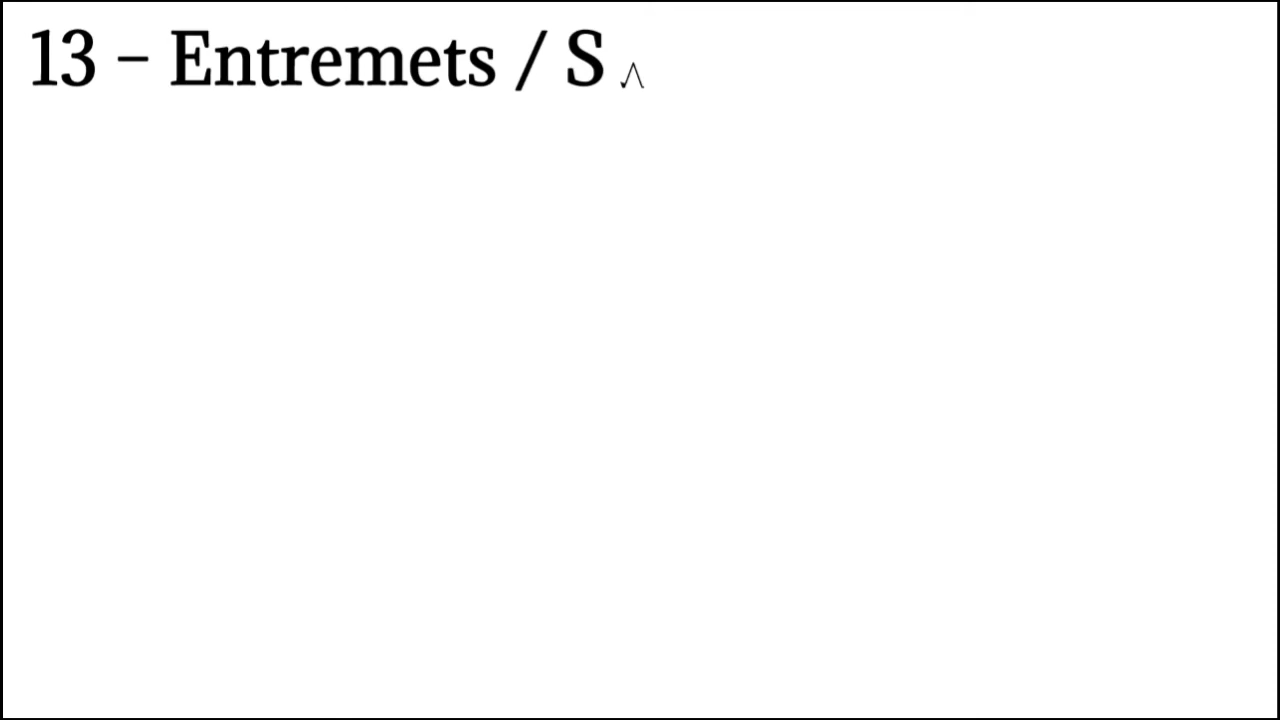 13 – Entremets / S